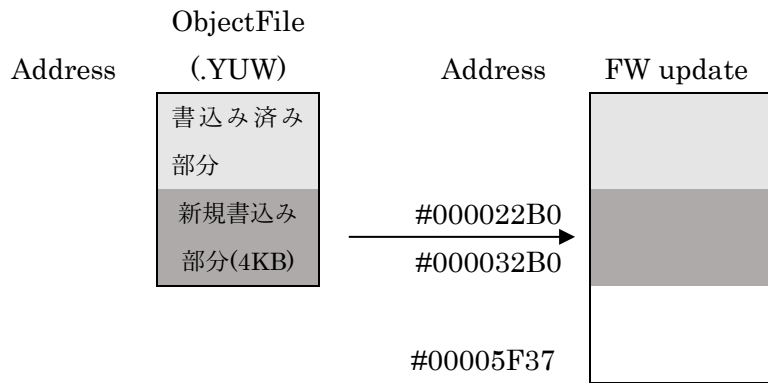 ObjectFile
Address (.YUW) Address FW update
書込み済み
部分
新規書込み #000022B0
部分(4KB) #000032B0
#00005F37